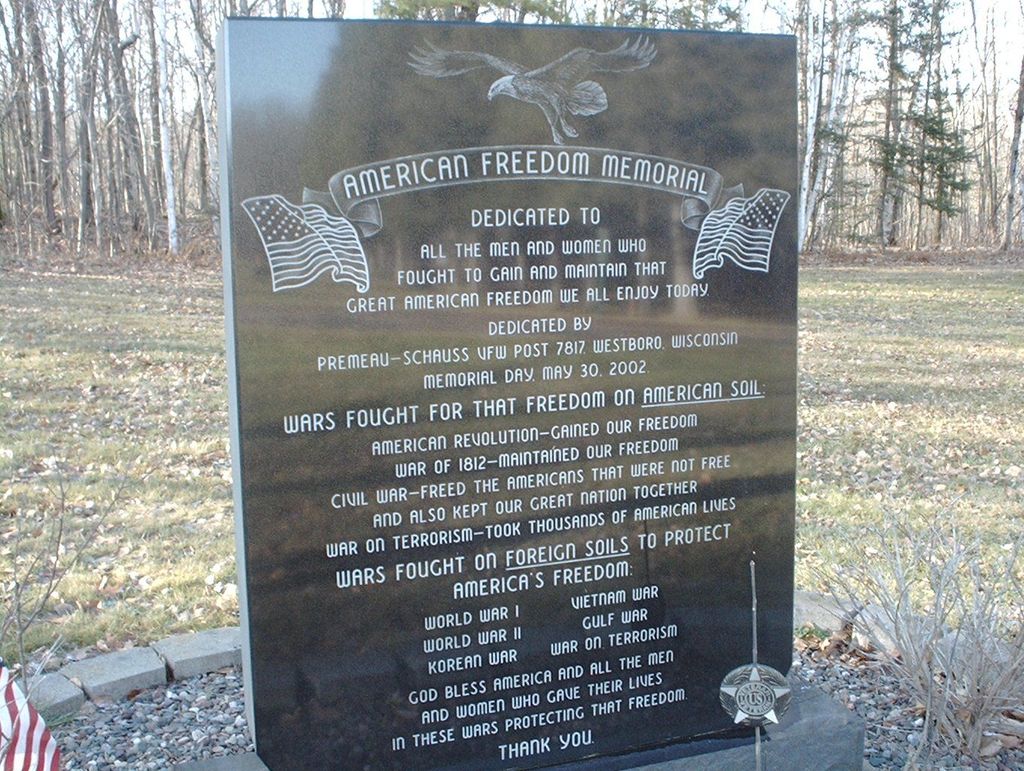 AMERICAN FREEDOM MEMORIAL
DEDICATED TO
ALL THE MEN AND WOMEN WHO
FOUGHT TO GAIN AND MAINTAIN THAT
GREAT AMERICAN FREEDOM WE ALL ENJOY TODAY.
DEDICATED BY
PREMEAU–SCHAUSS VFW POST 7817, WESTBORO, WISCONSIN
MEMORIAL DAY, MAY 30, 2002.
WARS FOUGHT FOR THAT FREEDOM ON AMERICAN SOIL:
AMERICAN REVOLUTION–GAINED OUR FREEDOM
WAR OF 1812–MAINTAINED OUR FREEDOM
CIVIL WAR–FREED THE AMERICANS THAT WERE NOT FREE
AND ALSO KEPT OUR GREAT NATION TOGETHER
WAR ON TERRORISM–TOOK THOUSANDS OF AMERICAN LIVES
WARS FOUGHT ON FOREIGN SOILS TO PROTECT
AMERICA'S FREEDOM:
WORLD WAR I VIETNAM WAR
WORLD WAR II GULF WAR
KOREAN WAR WAR ON TERRORISM
GOD BLESS AMERICA AND ALL THE MEN
AND WOMEN WHO GAVE THEIR LIVES
IN THESE WARS PROTECTING THAT FREEDOM.
THANK YOU.
US